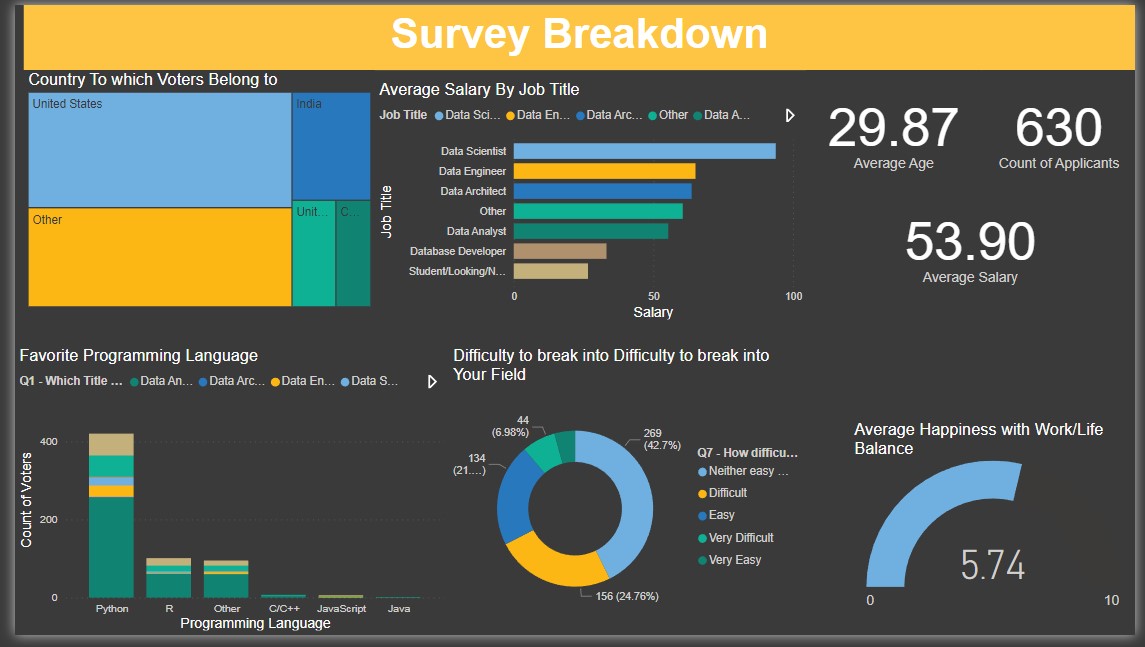 Survey Breakdown
Country To which Voters Belong to
United States
India
Other
Unit...
C...
Average Salary By Job Title
Job Title Data Sci... Data En... Data Arc... Other Data A...
Job Title
Data Scientist
Data Engineer
Data Architect
Other
Data Analyst
Database Developer
Student/Looking/N...
0 50 100
Salary
29.87
Average Age
630
Count of Applicants
53.90
Average Salary
Favorite Programming Language
Q1 - Which Title ... Data An... Data Arc... Data En... Data S...
Count of Voters
400
200
0
Python R Other C/C++ JavaScript Java
Programming Language
Difficulty to break into Difficulty to break into
Your Field
44
(6.98%)
269
(42.7%)
134
(21....)
156 (24.76%)
Q7 - How difficu...
Neither easy ...
Difficult
Easy
Very Difficult
Very Easy
Average Happiness with Work/Life
Balance
5.74
0 10